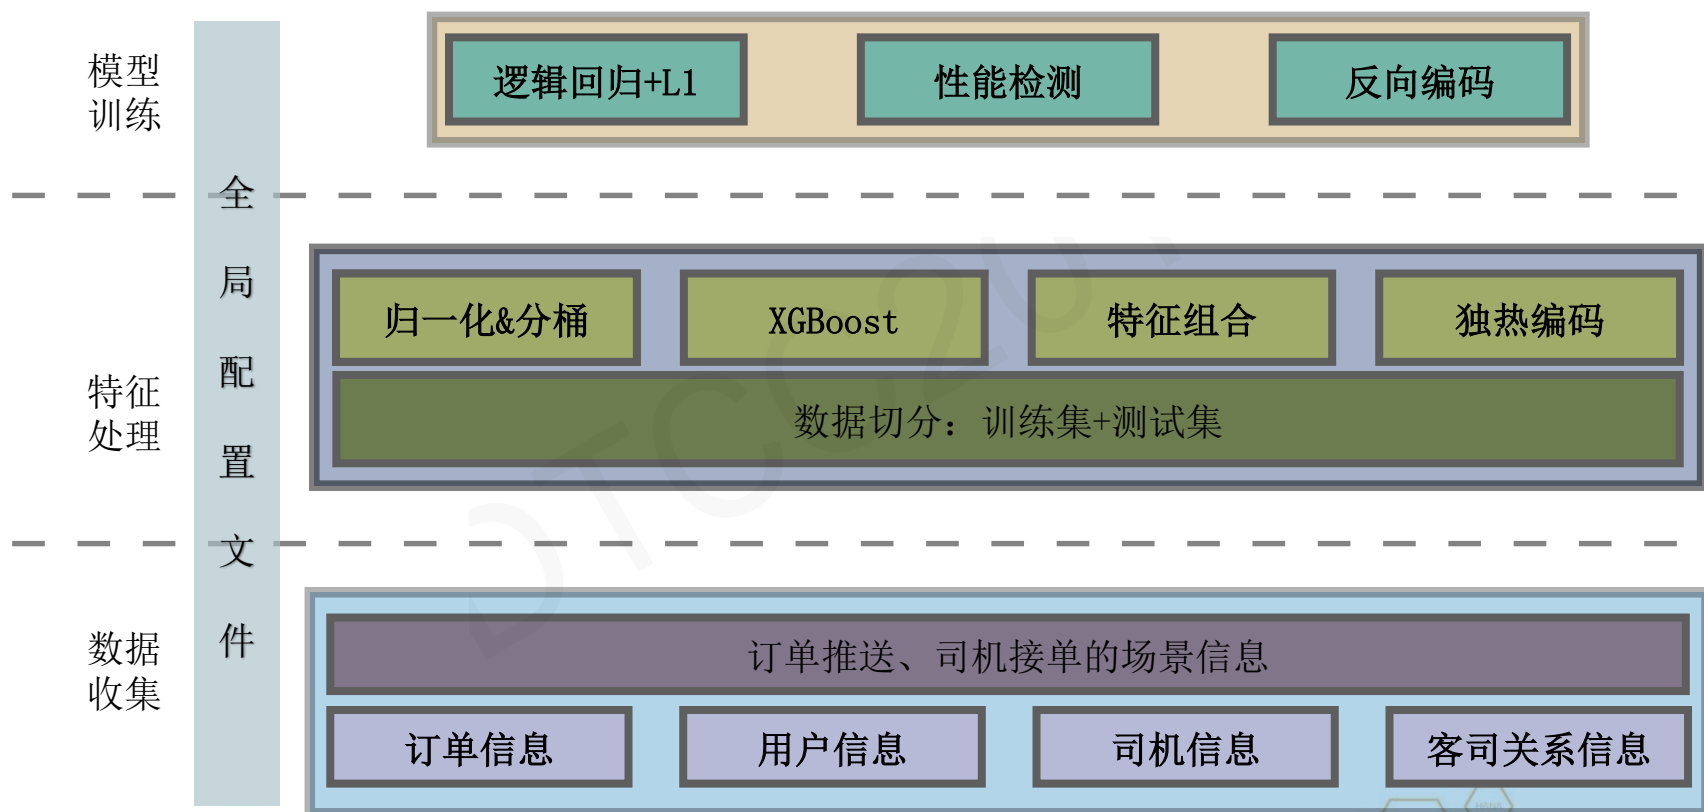 模型
训练
逻辑回归+L1
性能检测
反向编码
全
局
配
置
文
件
特征
处理
归一化&分桶
XGBoost
特征组合
独热编码
数据切分：训练集+测试集
数据
收集
订单推送、司机接单的场景信息
订单信息
用户信息
司机信息
客司关系信息